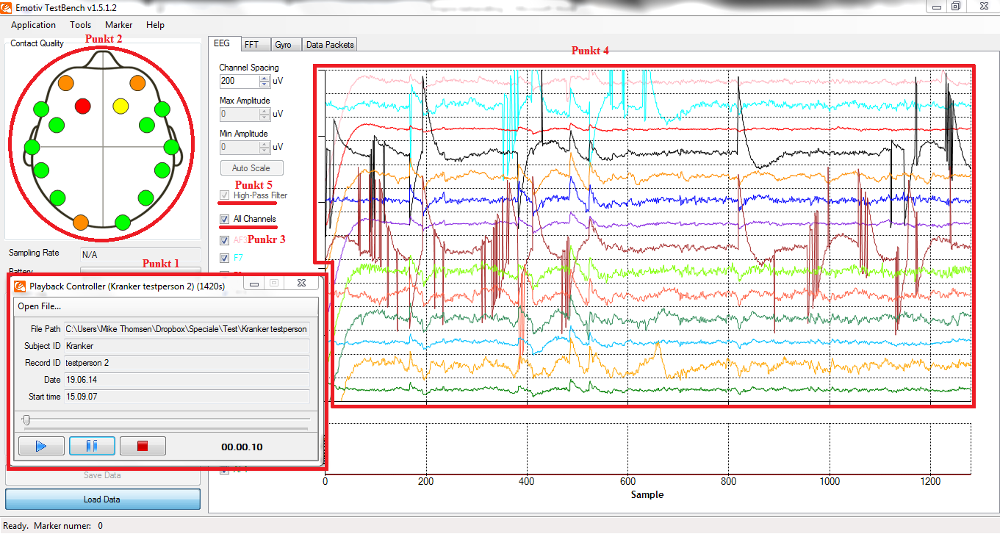 Emotiv TestBench v1.5.1.2
Application Tools Marker Help
Contact Quality
Punkt 2
EEG FFT Gyro Data Packets
Punkt 4
Channel Spacing
200 uV
Max Amplitude
0 uV
Min Amplitude
0 uV
Auto Scale
Punkt 5
High-Pass Filter
All Channels
AF3
Punkr 3
F7
Sampling Rate N/A
Punkt 1
Battery
Playback Controller (Kranker testperson 2) (1420s)
Open File...
File Path C:\Users\Mike Thomsen\Dropbox\Speciale\Test\Kranker testperson
Subject ID Kranker
Record ID testperson 2
Date 19.06.14
Start time 15.09.07
00.00.10
Save Data
Load Data
0 200 400 600 800 1000 1200
Sample
Ready. Marker numer: 0